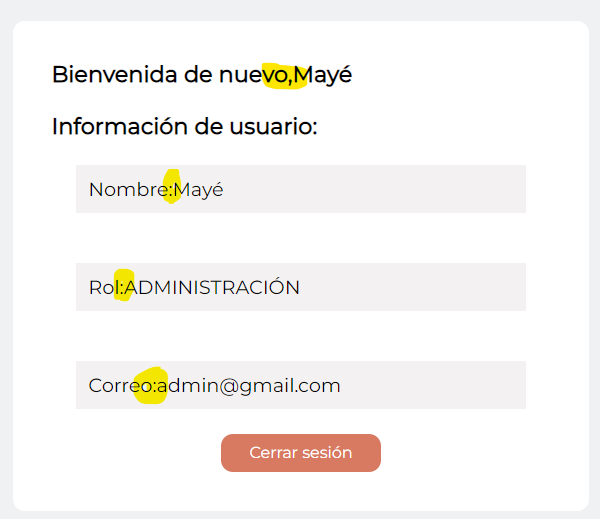 Bienvenida de nuevo,Mayé
Información de usuario:
Nombre:Mayé
Rol:ADMINISTRACIÓN
Correo:admin@gmail.com
Cerrar sesión